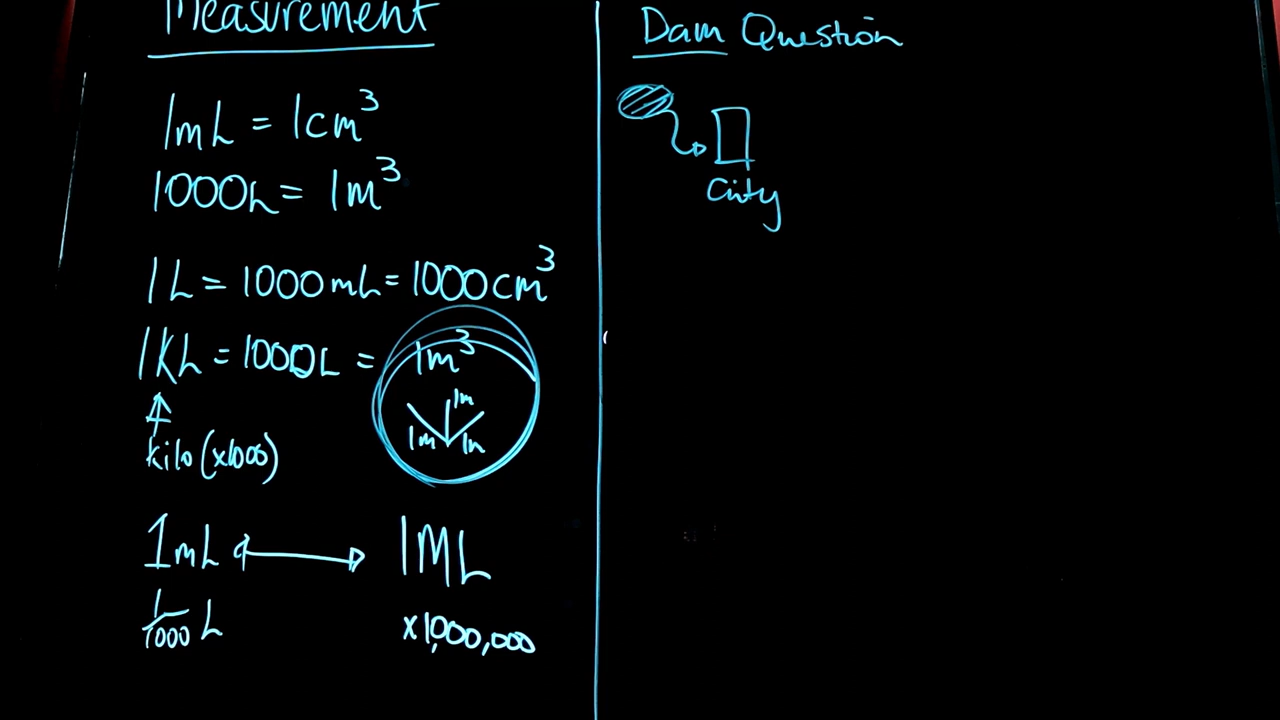 Measurement
1mL = 1cm³
1000L = 1m³
1L = 1000mL = 1000cm³
1KL = 1000L = 1m³
1m
1m 1m
kilo (x1000)
1mL ↔ 1ML
1/1000 L x1,000,000
Dam Question
City